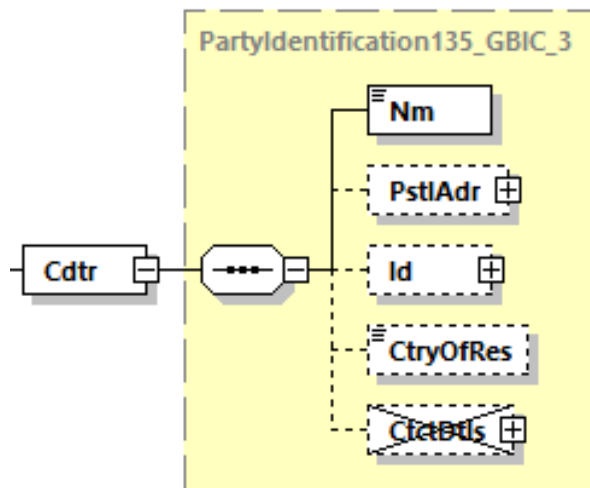 PartyIdentification135_GBIC_3
Nm
PstlAdr
Cdtr
Id
CtryOfRes
CtctDtls